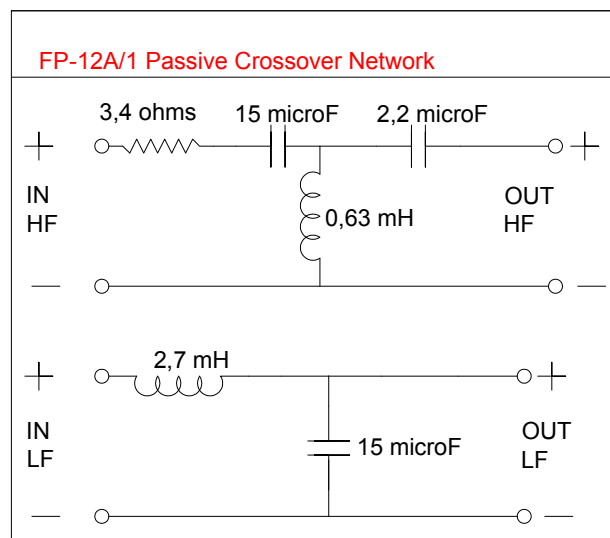 FP-12A/1 Passive Crossover Network
3,4 ohms
15 microF
2,2 microF
+
+
IN
HF
0,63 mH
OUT
HF
—
—
2,7 mH
+
+
IN
LF
15 microF
OUT
LF
—
—